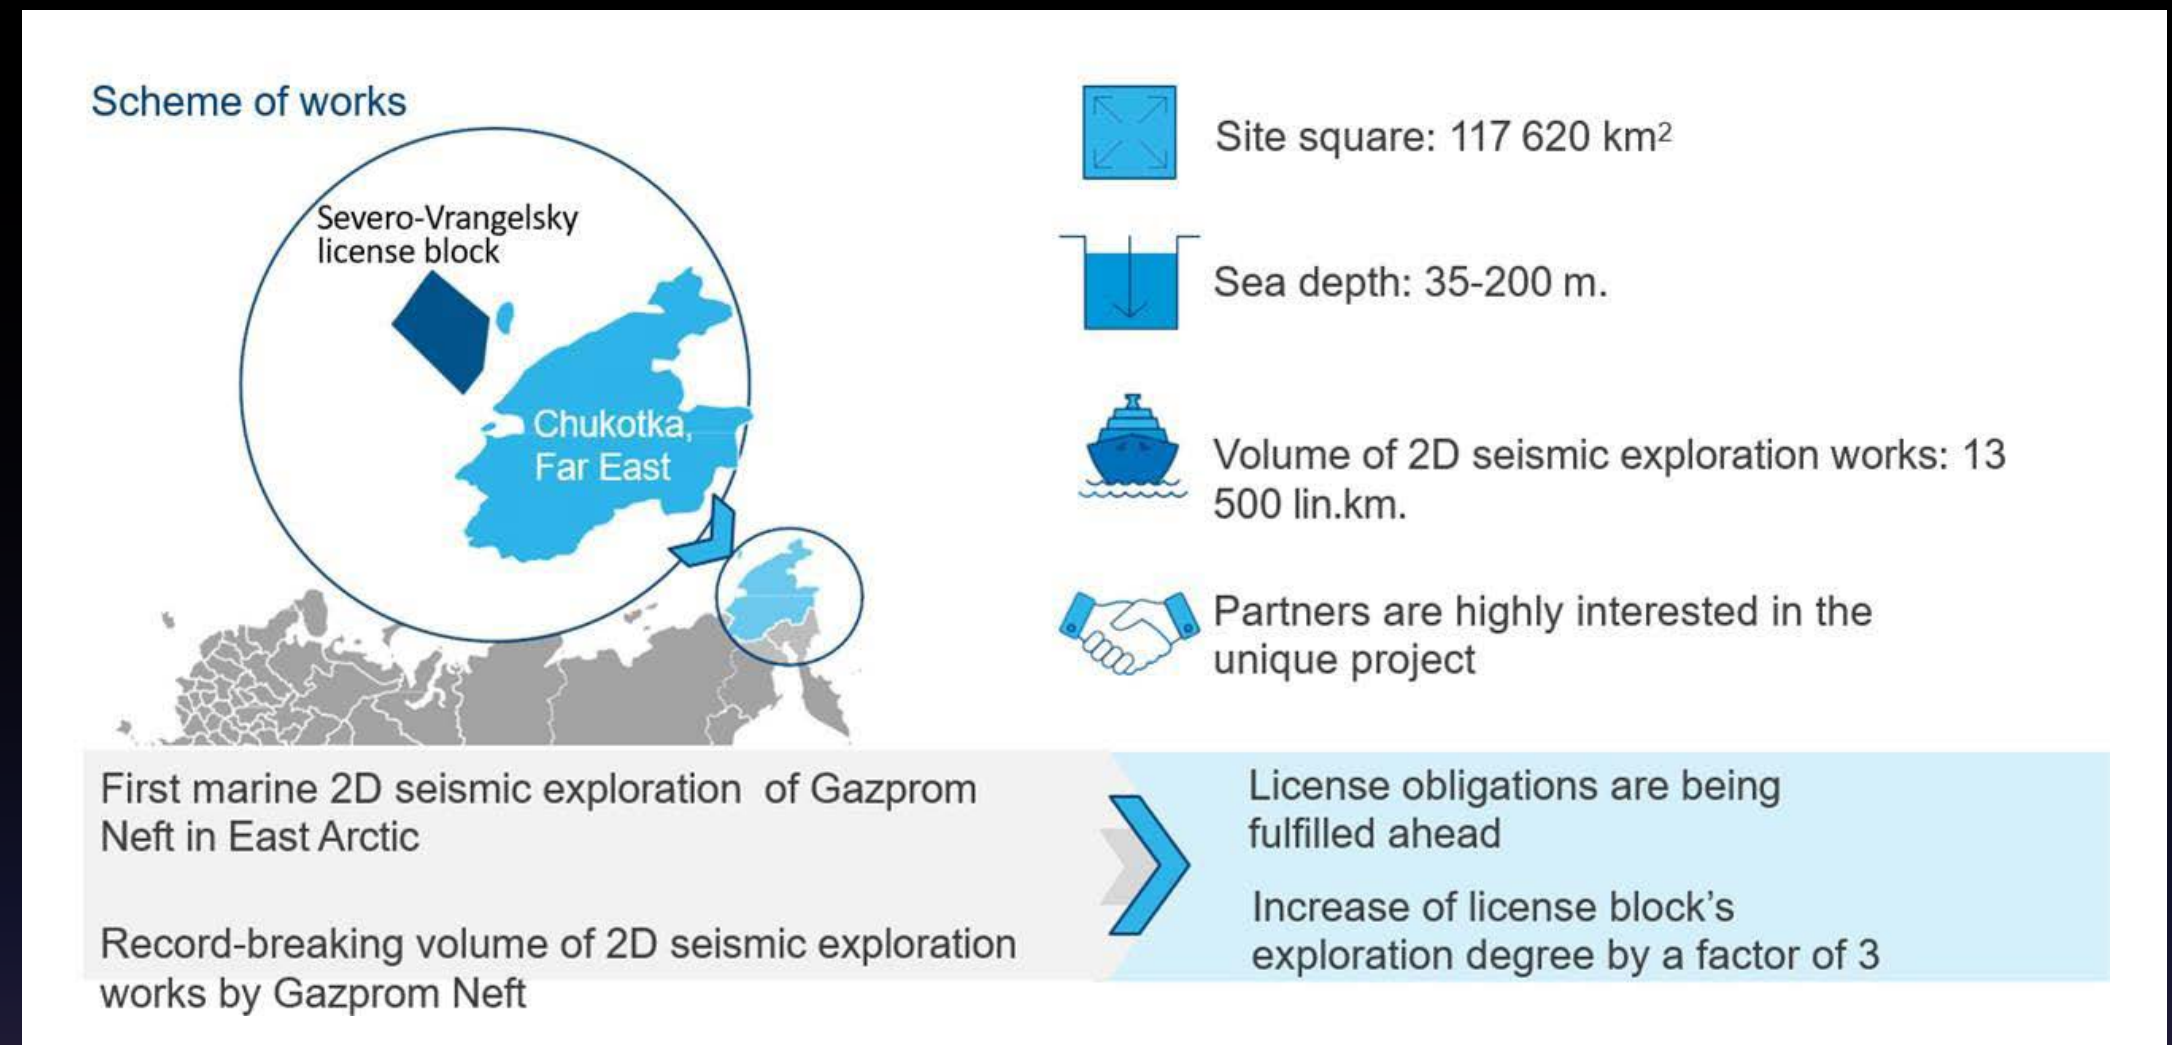 Scheme of works
Severo-Vrangelsky
license block
Chukotka,
Far East
Site square: 117 620 km²
Sea depth: 35-200 m.
Volume of 2D seismic exploration works: 13
500 lin.km.
Partners are highly interested in the
unique project
First marine 2D seismic exploration of Gazprom
Neft in East Arctic
Record-breaking volume of 2D seismic exploration
works by Gazprom Neft
License obligations are being
fulfilled ahead
Increase of license block's
exploration degree by a factor of 3